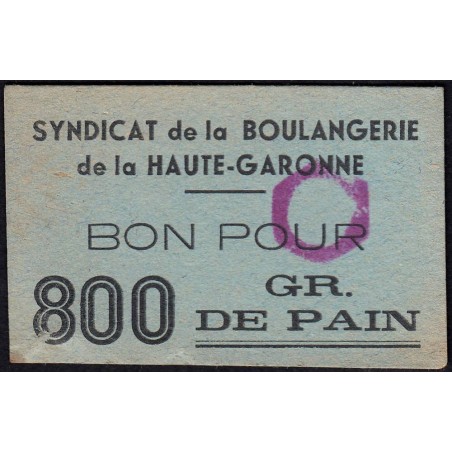 SYNDICAT de la BOULANGERIE
de la HAUTE-GARONNE
BON POUR
800 GR.
DE PAIN